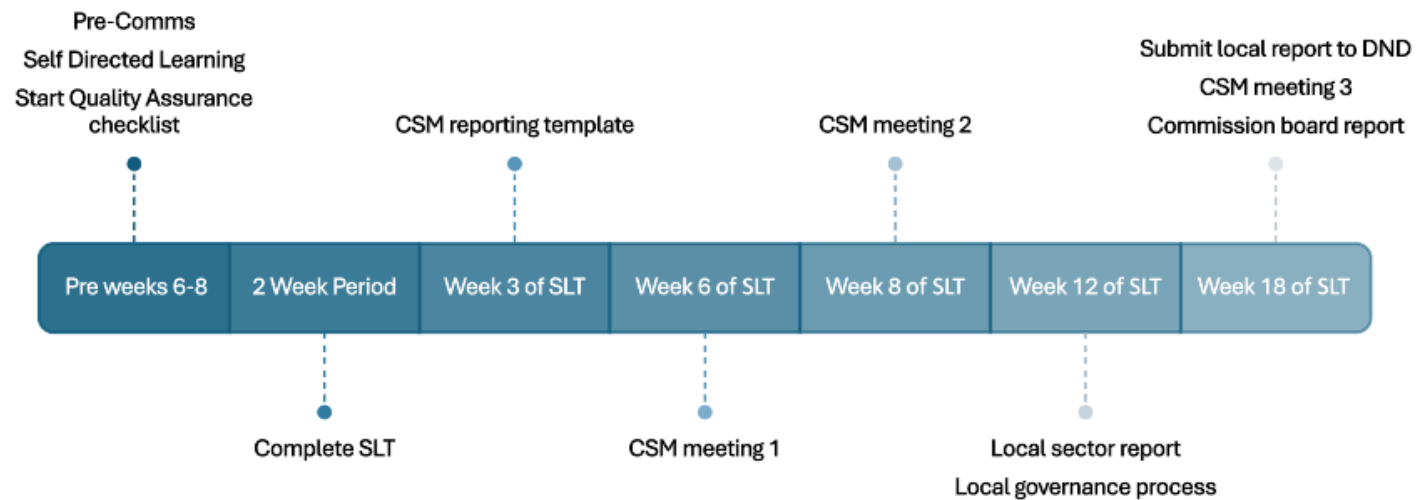 Pre-Comms
Self Directed Learning
Start Quality Assurance
checklist
CSM reporting template
CSM meeting 2
Submit local report to DND
CSM meeting 3
Commission board report
Pre weeks 6-8
2 Week Period
Week 3 of SLT
Week 6 of SLT
Week 8 of SLT
Week 12 of SLT
Week 18 of SLT
Complete SLT
CSM meeting 1
Local sector report
Local governance process